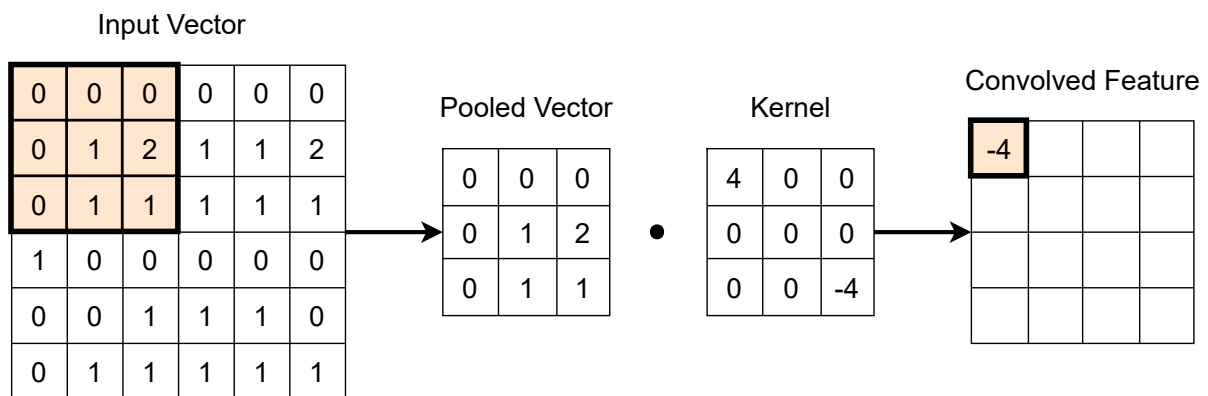 Input Vector
0 0 0 0 0 0
0 1 2 1 1 2
0 1 1 1 1 1
1 0 0 0 0 0
0 0 1 1 1 0
0 1 1 1 1 1
Pooled Vector
0 0 0
0 1 2
0 1 1
Kernel
4 0 0
0 0 0
0 0 -4
Convolved Feature
-4